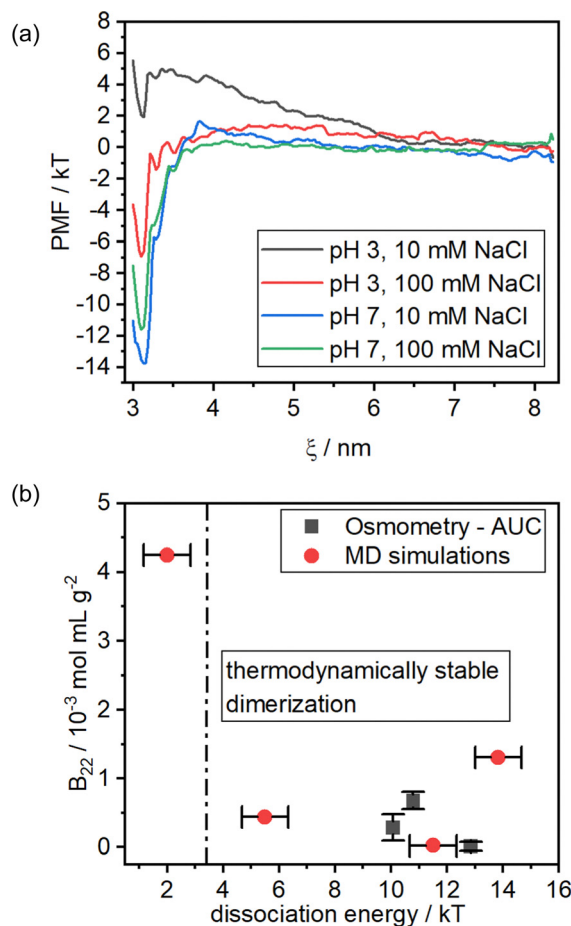 (a)
8
6
4
2
0
-2
-4
-6
-8
-10
-12
-14
PMF / kT
pH 3, 10 mM NaCl
pH 3, 100 mM NaCl
pH 7, 10 mM NaCl
pH 7, 100 mM NaCl
3 4 5 6 7 8
ξ / nm
(b)
5
4
3
2
1
0
B22 / 10-3 mol mL g-2
Osmometry - AUC
MD simulations
thermodynamically stable
dimerization
2 4 6 8 10 12 14 16
dissociation energy / kT